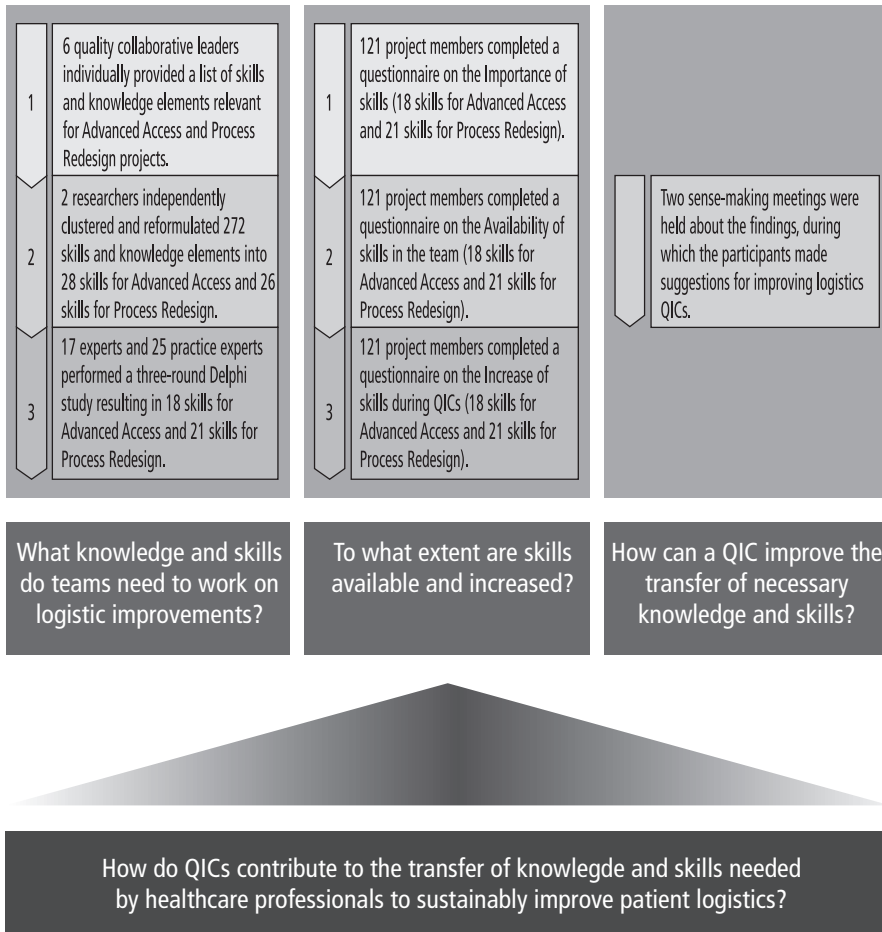 1
6 quality collaborative leaders
individually provided a list of skills
and knowledge elements relevant
for Advanced Access and Process
Redesign projects.
2
2 researchers independently
clustered and reformulated 272
skills and knowledge elements into
28 skills for Advanced Access and 26
skills for Process Redesign.
3
17 experts and 25 practice experts
performed a three-round Delphi
study resulting in 18 skills for
Advanced Access and 21 skills for
Process Redesign.
1
121 project members completed a
questionnaire on the Importance of
skills (18 skills for Advanced Access
and 21 skills for Process Redesign).
2
121 project members completed a
questionnaire on the Availability of
skills in the team (18 skills for
Advanced Access and 21 skills for
Process Redesign).
3
121 project members completed a
questionnaire on the Increase of
skills during QICs (18 skills for
Advanced Access and 21 skills for
Process Redesign).
Two sense-making meetings were
held about the findings, during
which the participants made
suggestions for improving logistics
QICs.
What knowledge and skills
do teams need to work on
logistic improvements?
To what extent are skills
available and increased?
How can a QIC improve the
transfer of necessary
knowledge and skills?
How do QICs contribute to the transfer of knowlegde and skills needed
by healthcare professionals to sustainably improve patient logistics?